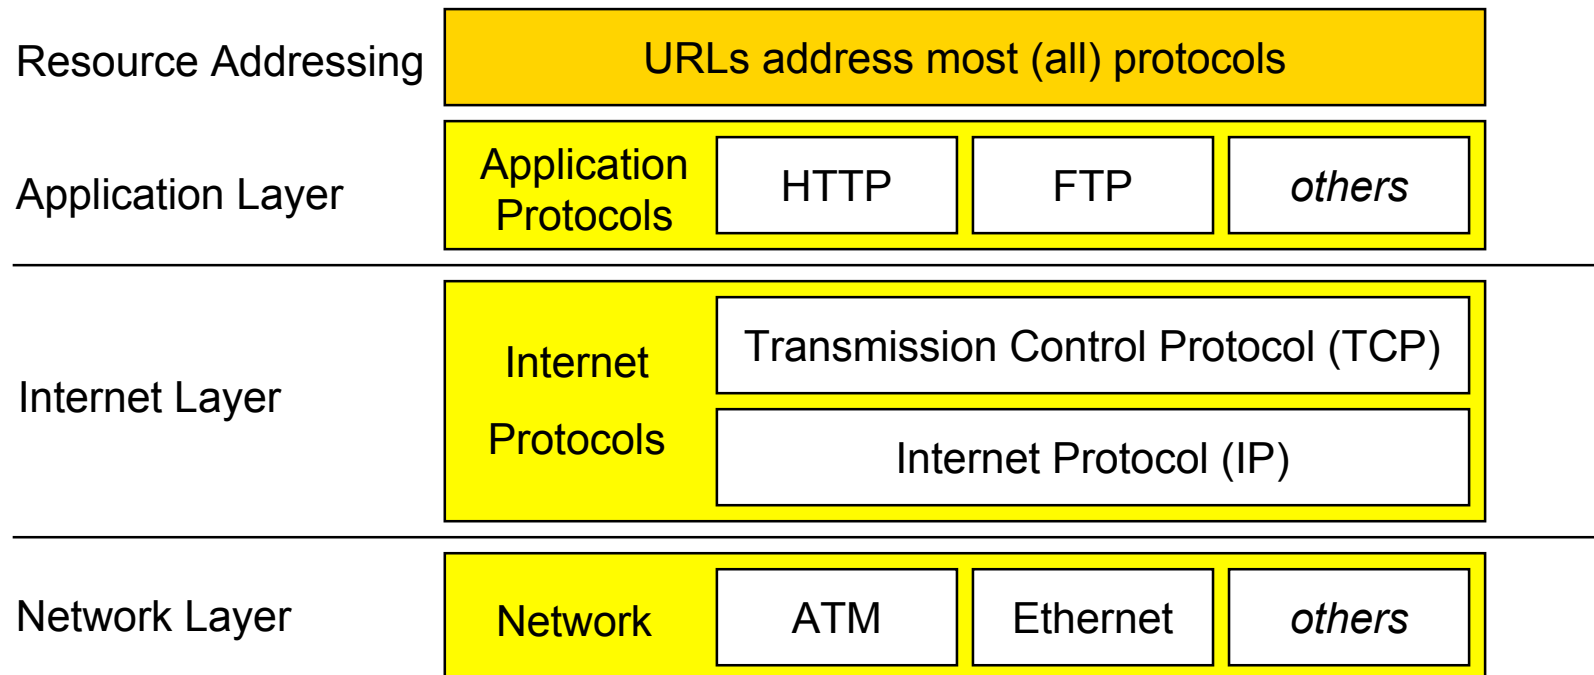 Resource Addressing
URLs address most (all) protocols
Application Layer
Application
Protocols
HTTP
FTP
others
Internet Layer
Internet
Protocols
Transmission Control Protocol (TCP)
Internet Protocol (IP)
Network Layer
Network
ATM
Ethernet
others